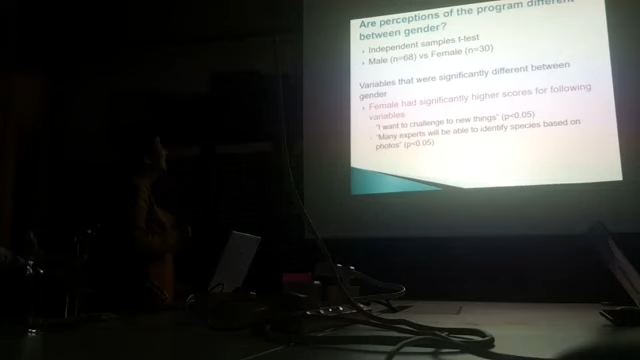 Are perceptions of the program different
between gender?
Independent samples t-test
Male (n=68) vs Female (n=30)
Variables that were significantly different between
gender
Female had significantly higher scores for following
variables
"I want to challenge to new things" (p<0.05)
"Many experts will be able to identify species based on
photos" (p<0.05)